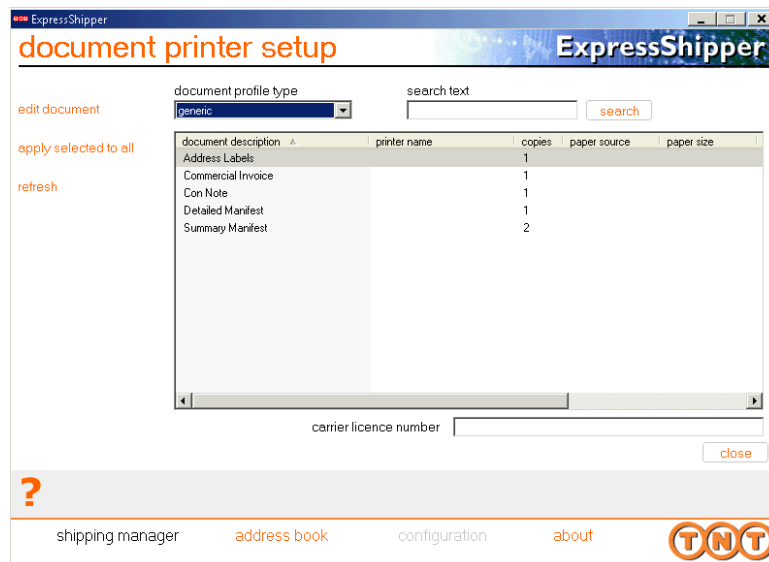 ExpressShipper
document printer setup
ExpressShipper
document profile type
search text
edit document
generic
search
apply selected to all
refresh
document description printer name copies paper source paper size
Address Labels 1
Commercial Invoice 1
Con Note 1
Detailed Manifest 1
Summary Manifest 2
carrier licence number
close
?
shipping manager address book configuration about
TNT